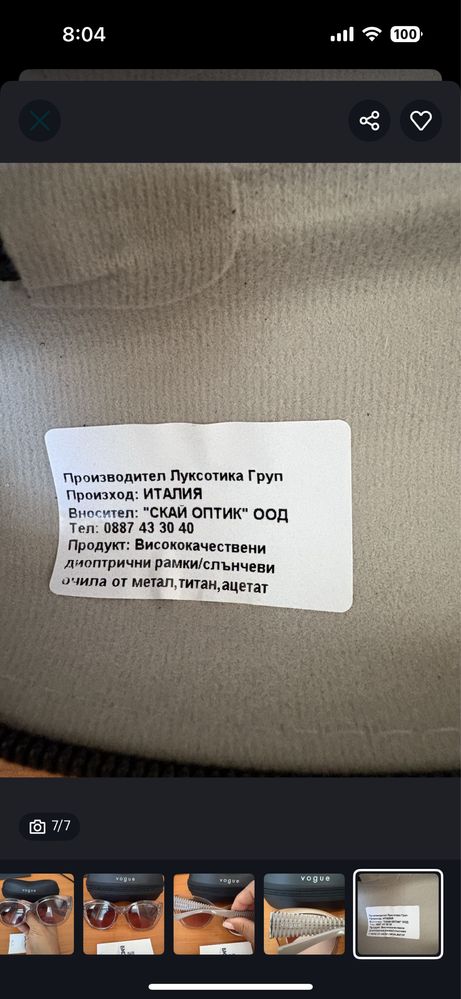 8:04
100
Производител Луксотика Груп
Произход: ИТАЛИЯ
Вносител: "СКАЙ ОПТИК" ООД
Тел: 0887 43 30 40
Продукт: Висококачествени
диоптрични рамки/слънчеви
очила от метал,титан,ацетат
7/7
vogue
vogue
vogue
vogue